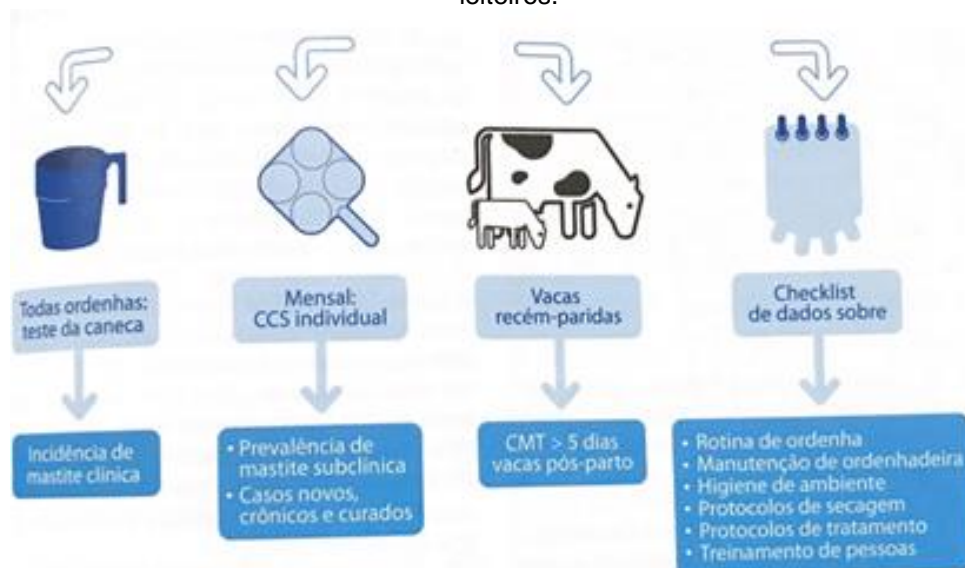 leiteiros.
Todas ordenhas:
teste da caneca
Mensal:
CCS individual
Vacas
recém-paridas
Checklist
de dados sobre
Incidência de
mastite clínica
• Prevalência de
mastite subclínica
• Casos novos,
crônicos e curados
CMT > 5 dias
vacas pós-parto
• Rotina de ordenha
• Manutenção de ordenhadeira
• Higiene de ambiente
• Protocolos de secagem
• Protocolos de tratamento
• Treinamento de pessoas